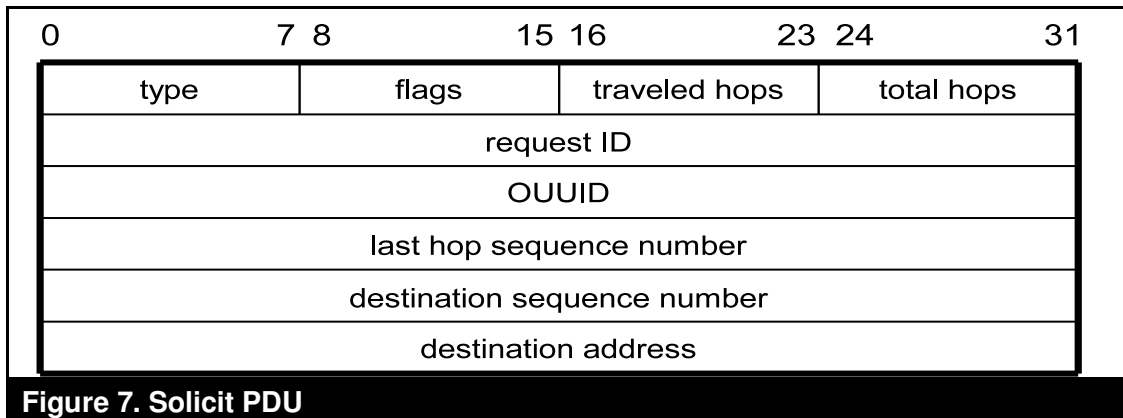 0 7 8 15 16 23 24 31
type flags traveled hops total hops
request ID
OUUID
last hop sequence number
destination sequence number
destination address
Figure 7. Solicit PDU